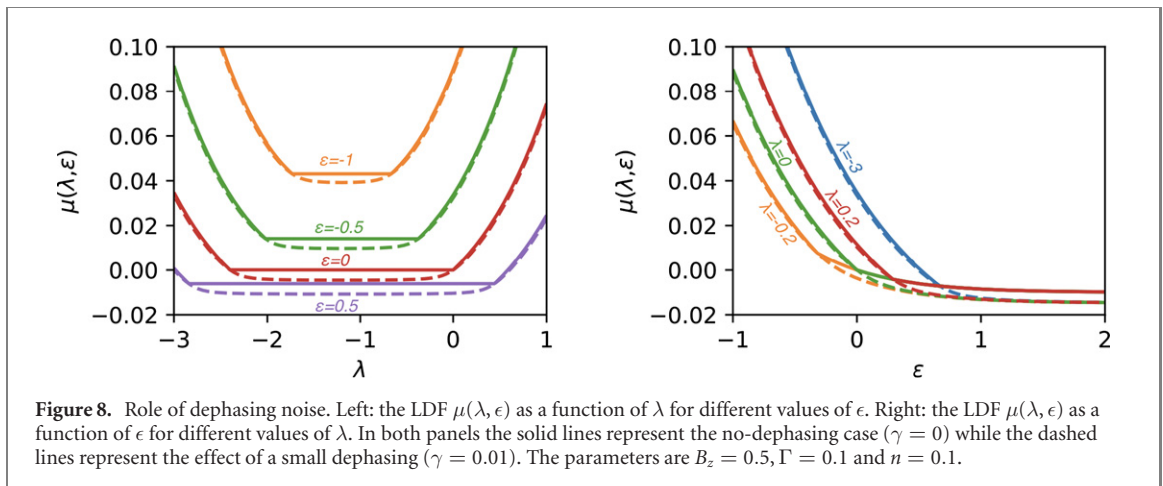 0.10
0.08
0.06
0.04
0.02
0.00
−0.02
μ(λ,ε)
ε=-1
ε=-0.5
ε=0
ε=0.5
−3
−2
−1
0
1
λ
0.10
0.08
0.06
0.04
0.02
0.00
−0.02
μ(λ,ε)
λ=-3
λ=0
λ=0.2
λ=-0.2
−1
0
1
2
ε
Figure 8. Role of dephasing noise. Left: the LDF μ(λ, ϵ) as a function of λ for different values of ϵ. Right: the LDF μ(λ, ϵ) as a
function of ϵ for different values of λ. In both panels the solid lines represent the no-dephasing case (γ = 0) while the dashed
lines represent the effect of a small dephasing (γ = 0.01). The parameters are Bz = 0.5, Γ = 0.1 and n = 0.1.